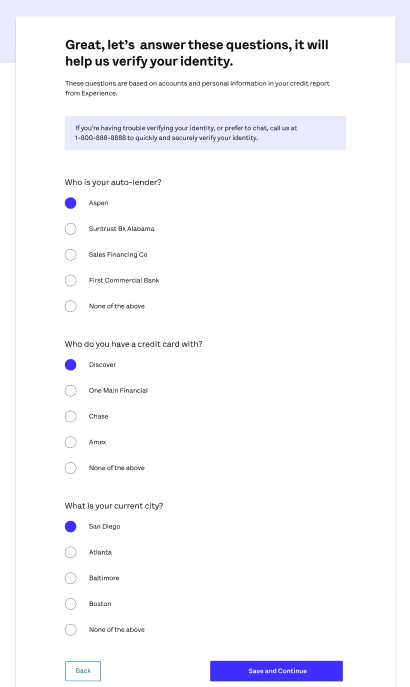 Great, let's answer these questions, it will
help us verify your identity.
These questions are based on accounts and personal information in your credit report
from Experience.
If you're having trouble verifying your identity, or prefer to chat, call us at
1-800-888-8888 to quickly and securely verify your identity.
Who is your auto-lender?
Aspen
Suntrust Bk Alabama
Sales Financing Co
First Commercial Bank
None of the above
Who do you have a credit card with?
Discover
One Main Financial
Chase
Amex
None of the above
What is your current city?
San Diego
Atlanta
Baltimore
Boston
None of the above
Back
Save and Continue